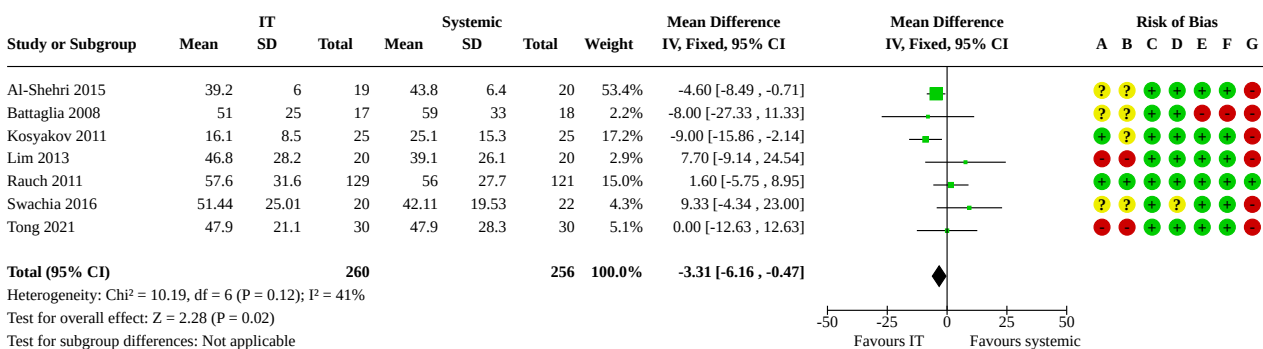 IT Systemic Mean Difference Mean Difference Risk of Bias
Study or Subgroup Mean SD Total Mean SD Total Weight IV, Fixed, 95% CI IV, Fixed, 95% CI A B C D E F G
Al-Shehri 2015 39.2 6 19 43.8 6.4 20 53.4% -4.60 [-8.49 , -0.71] ? ? + + + + -
Battaglia 2008 51 25 17 59 33 18 2.2% -8.00 [-27.33 , 11.33] ? ? + + - - -
Kosyakov 2011 16.1 8.5 25 25.1 15.3 25 17.2% -9.00 [-15.86 , -2.14] + ? + + + + -
Lim 2013 46.8 28.2 20 39.1 26.1 20 2.9% 7.70 [-9.14 , 24.54] - - + + + + -
Rauch 2011 57.6 31.6 129 56 27.7 121 15.0% 1.60 [-5.75 , 8.95] + + + + + + +
Swachia 2016 51.44 25.01 20 42.11 19.53 22 4.3% 9.33 [-4.34 , 23.00] ? ? + ? + + -
Tong 2021 47.9 21.1 30 47.9 28.3 30 5.1% 0.00 [-12.63 , 12.63] - - + + + + -
Total (95% CI) 260 256 100.0% -3.31 [-6.16 , -0.47]
Heterogeneity: Chi² = 10.19, df = 6 (P = 0.12); I² = 41%
Test for overall effect: Z = 2.28 (P = 0.02)
-50 -25 0 25 50
Test for subgroup differences: Not applicable
Favours IT Favours systemic